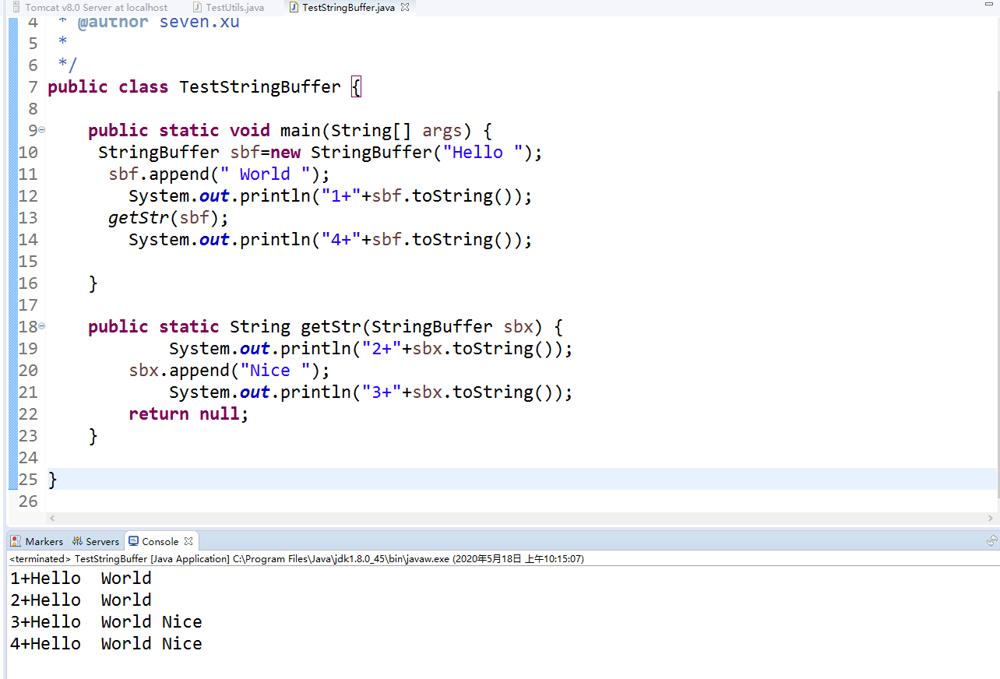 Tomcat v8.0 Server at localhost TestUtils.java TestStringBuffer.java
4 * @author seven.xu
5 *
6 */
7 public class TestStringBuffer {
8
9 public static void main(String[] args) {
10 StringBuffer sbf=new StringBuffer("Hello ");
11 sbf.append(" World ");
12 System.out.println("1+"+sbf.toString());
13 getStr(sbf);
14 System.out.println("4+"+sbf.toString());
15
16 }
17
18 public static String getStr(StringBuffer sbx) {
19 System.out.println("2+"+sbx.toString());
20 sbx.append("Nice ");
21 System.out.println("3+"+sbx.toString());
22 return null;
23 }
24
25 }
26
Markers Servers Console
<terminated> TestStringBuffer [Java Application] C:\Program Files\Java\jdk1.8.0_45\bin\javaw.exe (2020年5月18日 上午10:15:07)
1+Hello  World
2+Hello  World
3+Hello  World Nice
4+Hello  World Nice